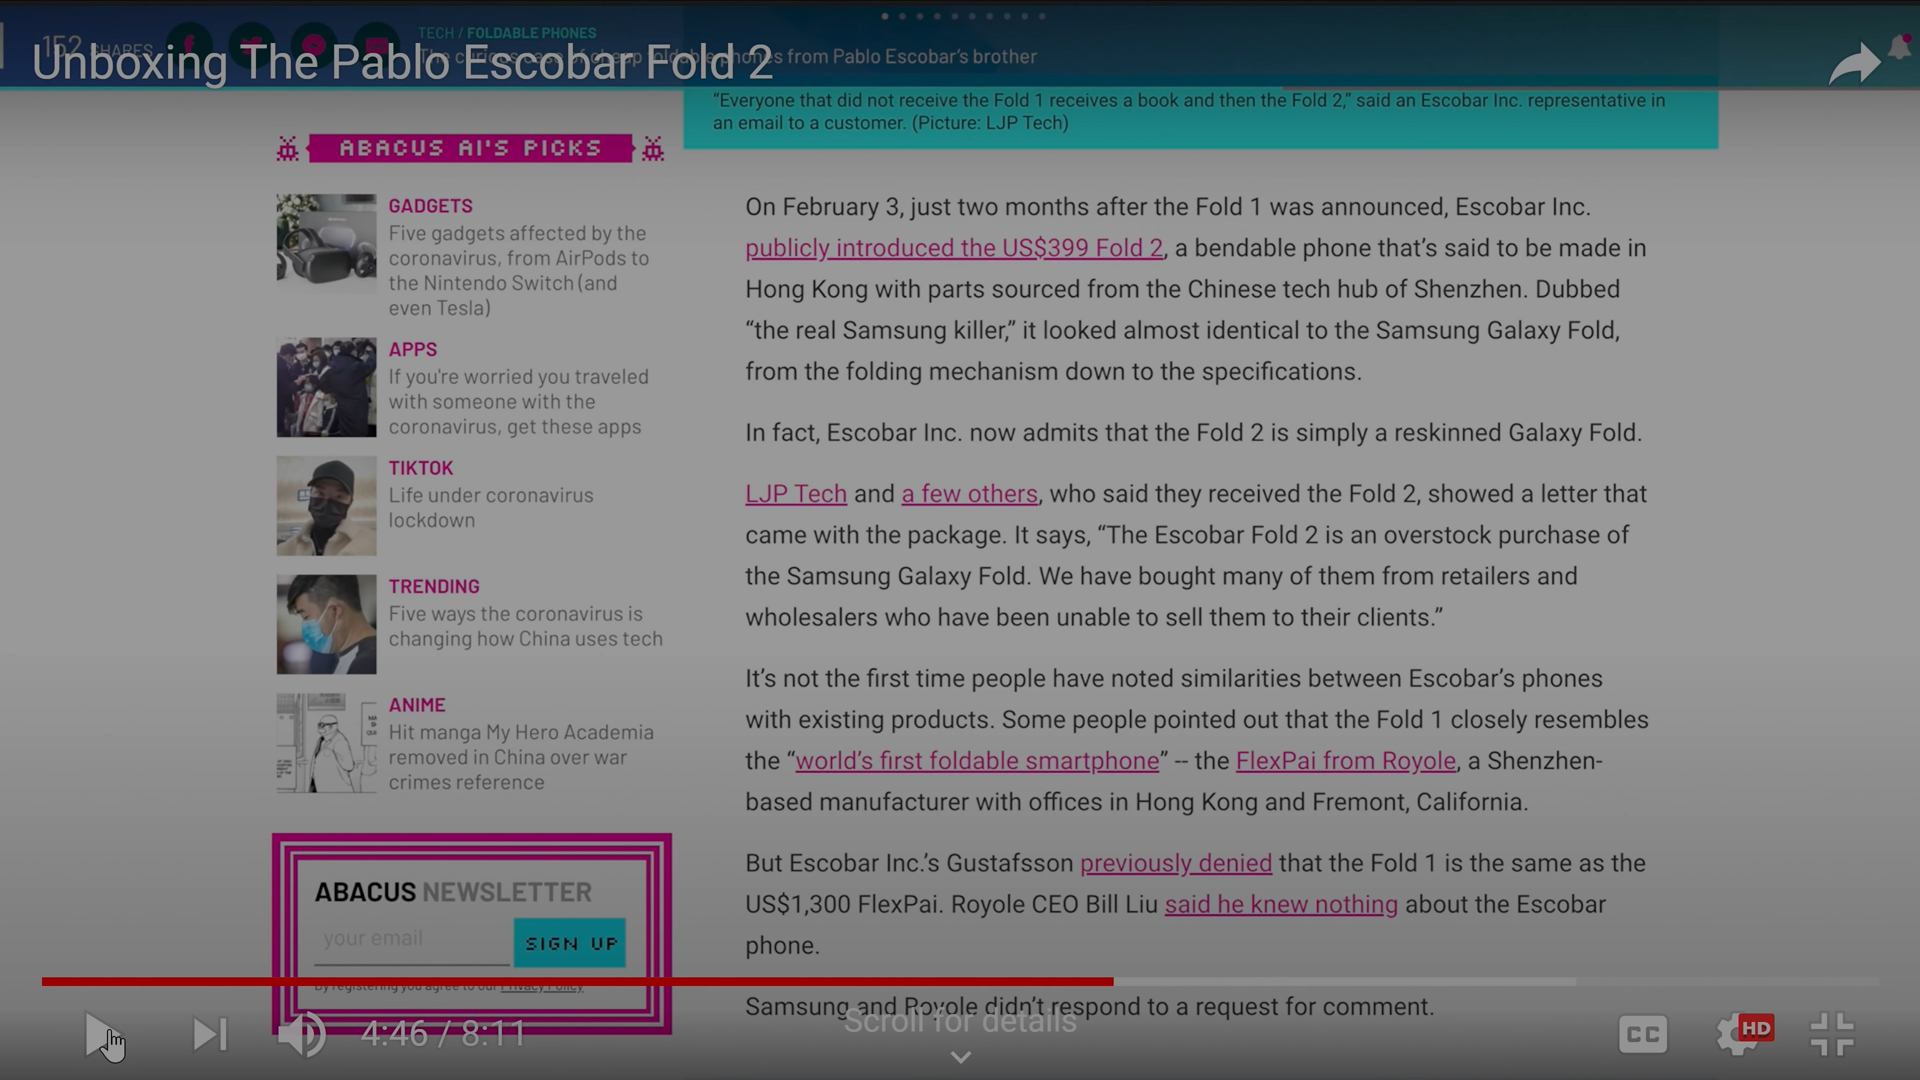 152 SHARES
TECH / FOLDABLE PHONES
The curious case of cheap foldable phones from Pablo Escobar's brother
Unboxing The Pablo Escobar Fold 2
“Everyone that did not receive the Fold 1 receives a book and then the Fold 2,” said an Escobar Inc. representative in
an email to a customer. (Picture: LJP Tech)
ABACUS AI'S PICKS
GADGETS
Five gadgets affected by the
coronavirus, from AirPods to
the Nintendo Switch (and
even Tesla)
APPS
If you're worried you traveled
with someone with the
coronavirus, get these apps
TIKTOK
Life under coronavirus
lockdown
TRENDING
Five ways the coronavirus is
changing how China uses tech
ANIME
Hit manga My Hero Academia
removed in China over war
crimes reference
ABACUS NEWSLETTER
your email
SIGN UP
by registering you agree to our Privacy Policy
On February 3, just two months after the Fold 1 was announced, Escobar Inc.
publicly introduced the US$399 Fold 2, a bendable phone that’s said to be made in
Hong Kong with parts sourced from the Chinese tech hub of Shenzhen. Dubbed
“the real Samsung killer,” it looked almost identical to the Samsung Galaxy Fold,
from the folding mechanism down to the specifications.
In fact, Escobar Inc. now admits that the Fold 2 is simply a reskinned Galaxy Fold.
LJP Tech and a few others, who said they received the Fold 2, showed a letter that
came with the package. It says, “The Escobar Fold 2 is an overstock purchase of
the Samsung Galaxy Fold. We have bought many of them from retailers and
wholesalers who have been unable to sell them to their clients.”
It’s not the first time people have noted similarities between Escobar’s phones
with existing products. Some people pointed out that the Fold 1 closely resembles
the “world’s first foldable smartphone” -- the FlexPai from Royole, a Shenzhen-
based manufacturer with offices in Hong Kong and Fremont, California.
But Escobar Inc.’s Gustafsson previously denied that the Fold 1 is the same as the
US$1,300 FlexPai. Royole CEO Bill Liu said he knew nothing about the Escobar
phone.
Samsung and Royole didn’t respond to a request for comment.
Scroll for details
4:46 / 8:11
CC
HD